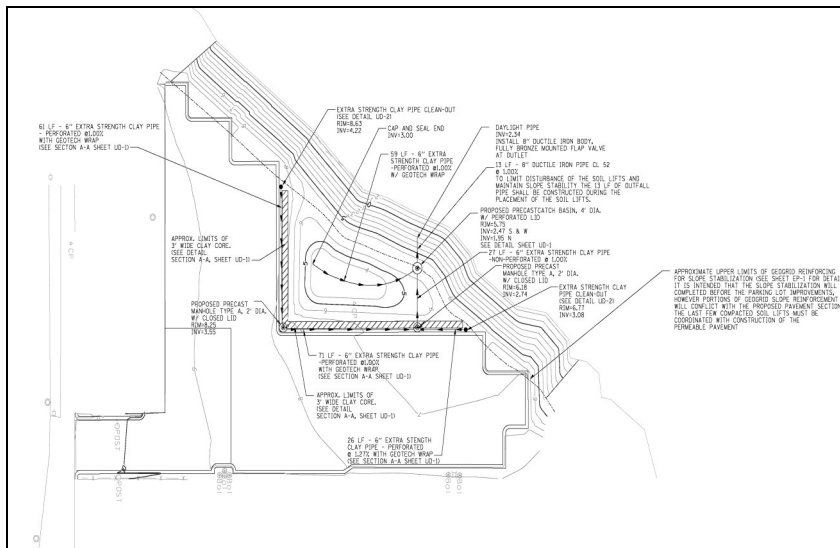 61 LF - 6" EXTRA STRENGTH CLAY PIPE
- PERFORATED @1.00%
WITH GEOTECH WRAP
(SEE SECTON A-A SHEET UD-1)
EXTRA STRENGTH CLAY PIPE CLEAN-OUT
(SEE DETAIL UD-2)
RIM=8.63
INV=4.22
CAP AND SEAL END
INV=3.00
59 LF - 6" EXTRA
STRENGTH CLAY PIPE
-PERFORATED @1.00%
W/ GEOTECH WRAP
DAYLIGHT PIPE
INV=2.34
INSTALL 8" DUCTILE IRON BODY,
FULLY BRONZE MOUNTED FLAP VALVE
AT OUTLET
13 LF - 8" DUCTILE IRON PIPE CL 52
@ 1.00%
TO LIMIT DISTURBANCE OF THE SOIL LIFTS AND
MAINTAIN SLOPE STABILITY THE 13 LF OF OUTFALL
PIPE SHALL BE CONSTRUCTED DURING THE
PLACEMENT OF THE SOIL LIFTS.
PROPOSED PRECASTCATCH BASIN, 4' DIA.
W/ PERFORATED LID
RIM=5.75
INV=2.47 S & W
INV=1.95 N
SEE DETAIL SHEET UD-1
27 LF - 6" EXTRA STRENGTH CLAY PIPE
-NON-PERFORATED @ 1.00%
PROPOSED PRECAST
MANHOLE TYPE A, 2' DIA.
W/ CLOSED LID
RIM=6.18
INV=2.74
EXTRA STRENGTH CLAY
PIPE CLEAN-OUT
(SEE DETAIL UD-2)
RIM=6.77
INV=3.08
APPROXIMATE UPPER LIMITS OF GEOGRID REINFORCING
FOR SLOPE STABILIZATION (SEE SHEET EP-1 FOR DETAI
IT IS INTENDED THAT THE SLOPE STABILIZATION WILL
COMPLETED BEFORE THE PARKING LOT IMPROVEMENTS,
HOWEVER PORTIONS OF GEOGRID SLOPE REINFORCEMENT
WILL CONFLICT WITH THE PROPOSED PAVEMENT SECTION
THE LAST FEW COMPACTED SOIL LIFTS MUST BE
COORDINATED WITH CONSTRUCTION OF THE
PERMEABLE PAVEMENT
APPROX. LIMITS OF
3' WIDE CLAY CORE.
(SEE DETAIL
SECTION A-A, SHEET UD-1)
PROPOSED PRECAST
MANHOLE TYPE A, 2' DIA.
W/ CLOSED LID
RIM=8.25
INV=3.55
71 LF - 6" EXTRA STRENGTH CLAY PIPE
-PERFORATED @1.00%
WITH GEOTECH WRAP
(SEE SECTION A-A SHEET UD-1)
APPROX. LIMITS OF
3' WIDE CLAY CORE.
(SEE DETAIL
SECTION A-A, SHEET UD-1)
26 LF - 6" EXTRA STENGTH
CLAY PIPE - PERFORATED
@ 1.27% WITH GEOTECH WRAP
(SEE SECTION A-A SHEET UD-1)
5
5